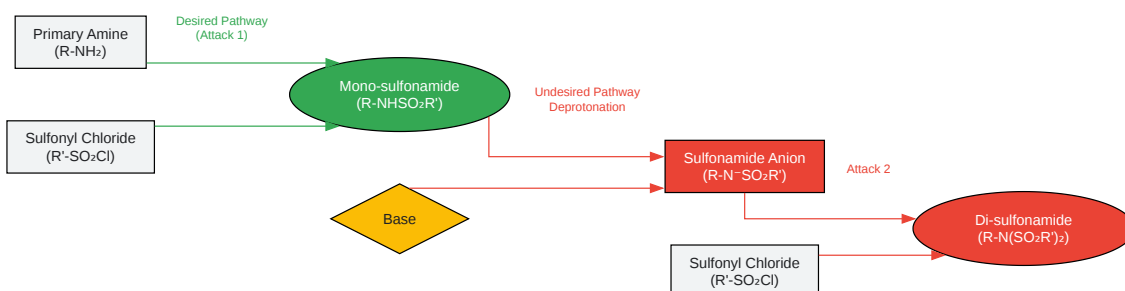 Primary Amine
(R-NH₂)
Desired Pathway
(Attack 1)
Sulfonyl Chloride
(R'-SO₂Cl)
Mono-sulfonamide
(R-NHSO₂R')
Undesired Pathway
Deprotonation
Base
Sulfonamide Anion
(R-N⁻SO₂R')
Attack 2
Sulfonyl Chloride
(R'-SO₂Cl)
Di-sulfonamide
(R-N(SO₂R')₂)